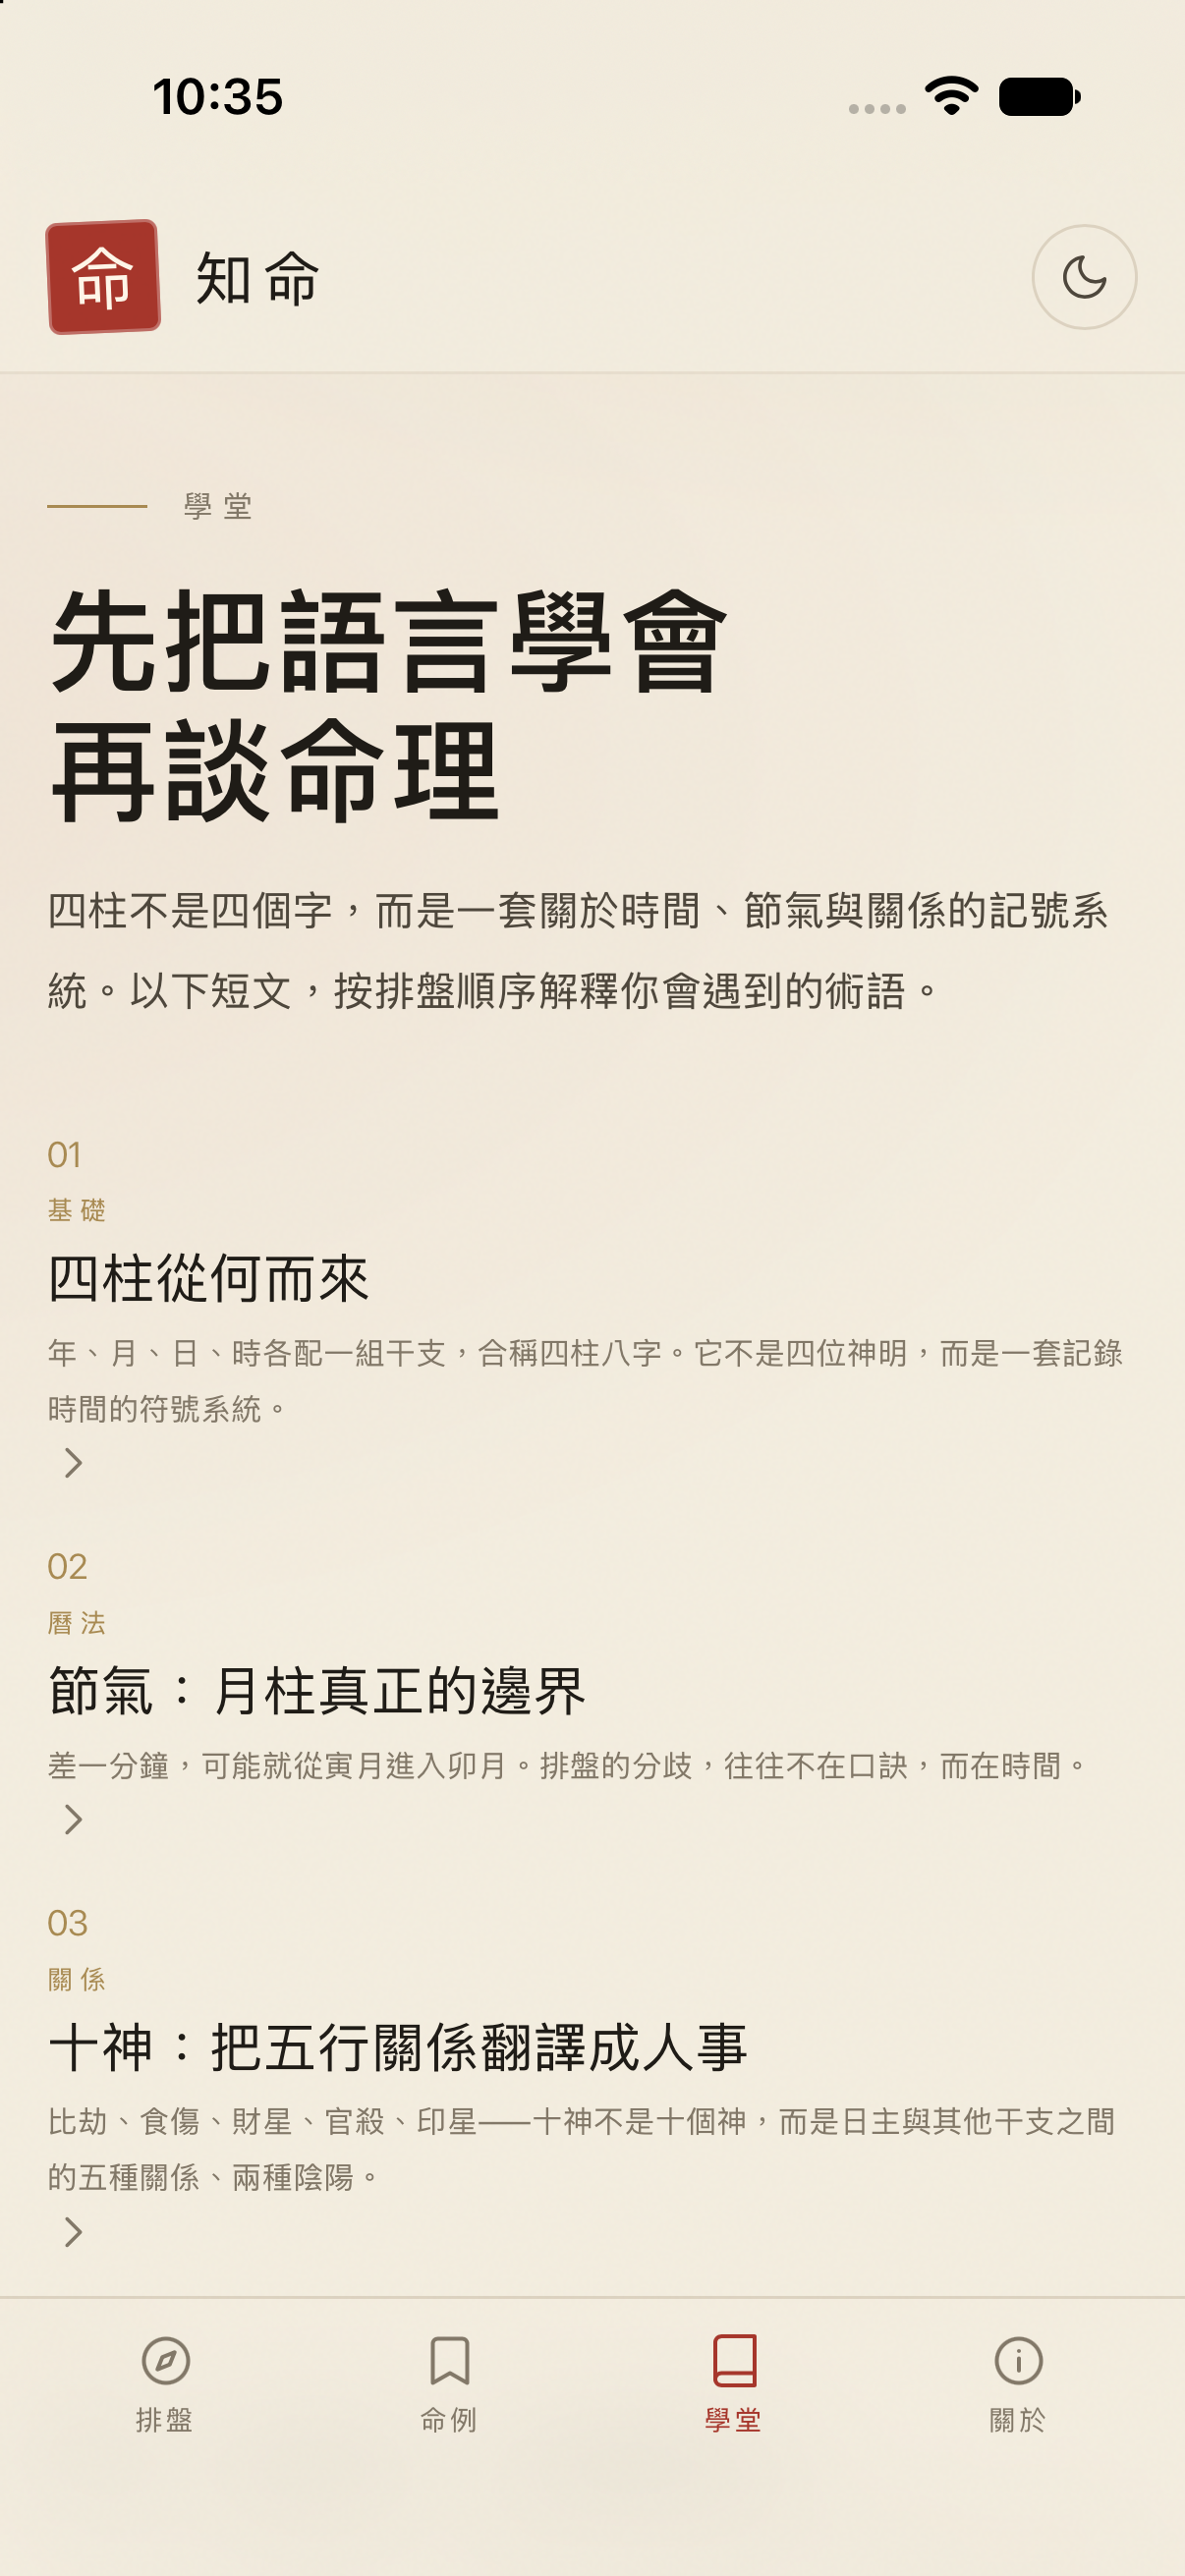 10:35
命
知命
學堂
先把語言學會
再談命理
四柱不是四個字，而是一套關於時間、節氣與關係的記號系
統。以下短文，按排盤順序解釋你會遇到的術語。
01
基礎
四柱從何而來
年、月、日、時各配一組干支，合稱四柱八字。它不是四位神明，而是一套記錄
時間的符號系統。
02
曆法
節氣：月柱真正的邊界
差一分鐘，可能就從寅月進入卯月。排盤的分歧，往往不在口訣，而在時間。
03
關係
十神：把五行關係翻譯成人事
比劫、食傷、財星、官殺、印星——十神不是十個神，而是日主與其他干支之間
的五種關係、兩種陰陽。
排盤
命例
學堂
關於